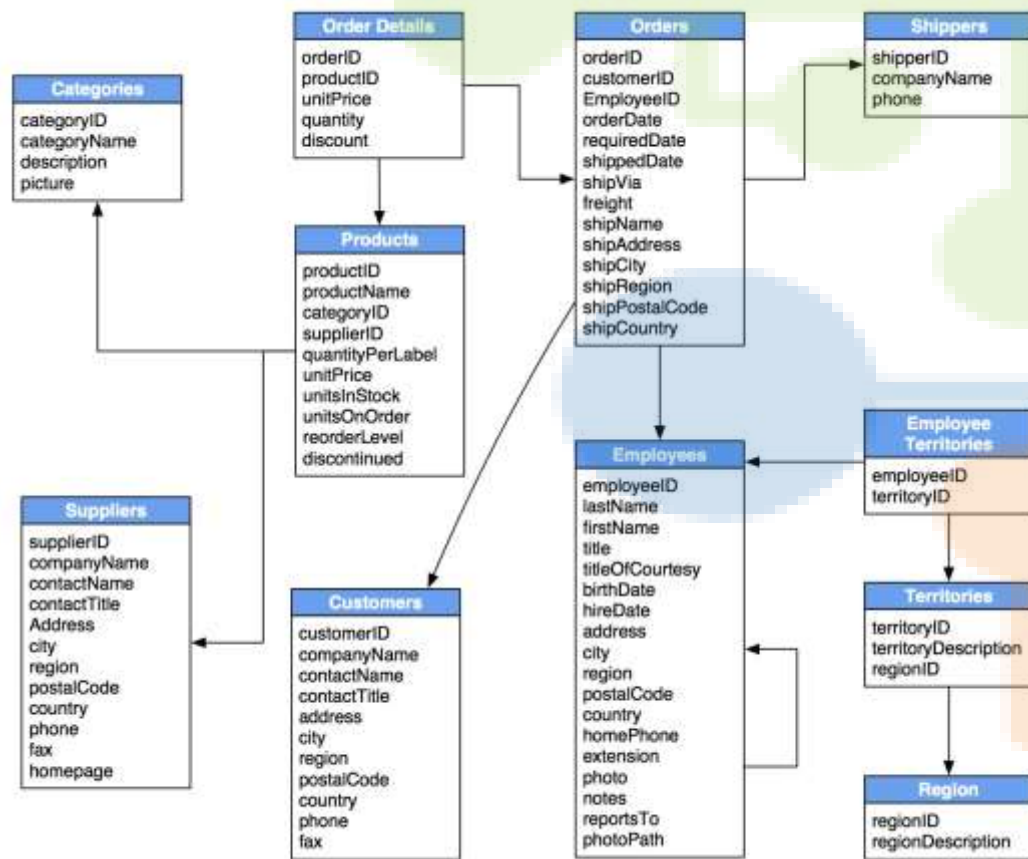 Categories
categoryID
categoryName
description
picture
Order Details
orderID
productID
unitPrice
quantity
discount
Products
productID
productName
categoryID
supplierID
quantityPerLabel
unitPrice
unitsInStock
unitsOnOrder
reorderLevel
discontinued
Suppliers
supplierID
companyName
contactName
contactTitle
Address
city
region
postalCode
country
phone
fax
homepage
Customers
customerID
companyName
contactName
contactTitle
address
city
region
postalCode
country
phone
fax
Orders
orderID
customerID
EmployeeID
orderDate
requiredDate
shippedDate
shipVia
freight
shipName
shipAddress
shipCity
shipRegion
shipPostalCode
shipCountry
Employees
employeeID
lastName
firstName
title
titleOfCourtesy
birthDate
hireDate
address
city
region
postalCode
country
homePhone
extension
photo
notes
reportsTo
photoPath
Shippers
shipperID
companyName
phone
Employee
Territories
employeeID
territoryID
Territories
territoryID
territoryDescription
regionID
Region
regionID
regionDescription